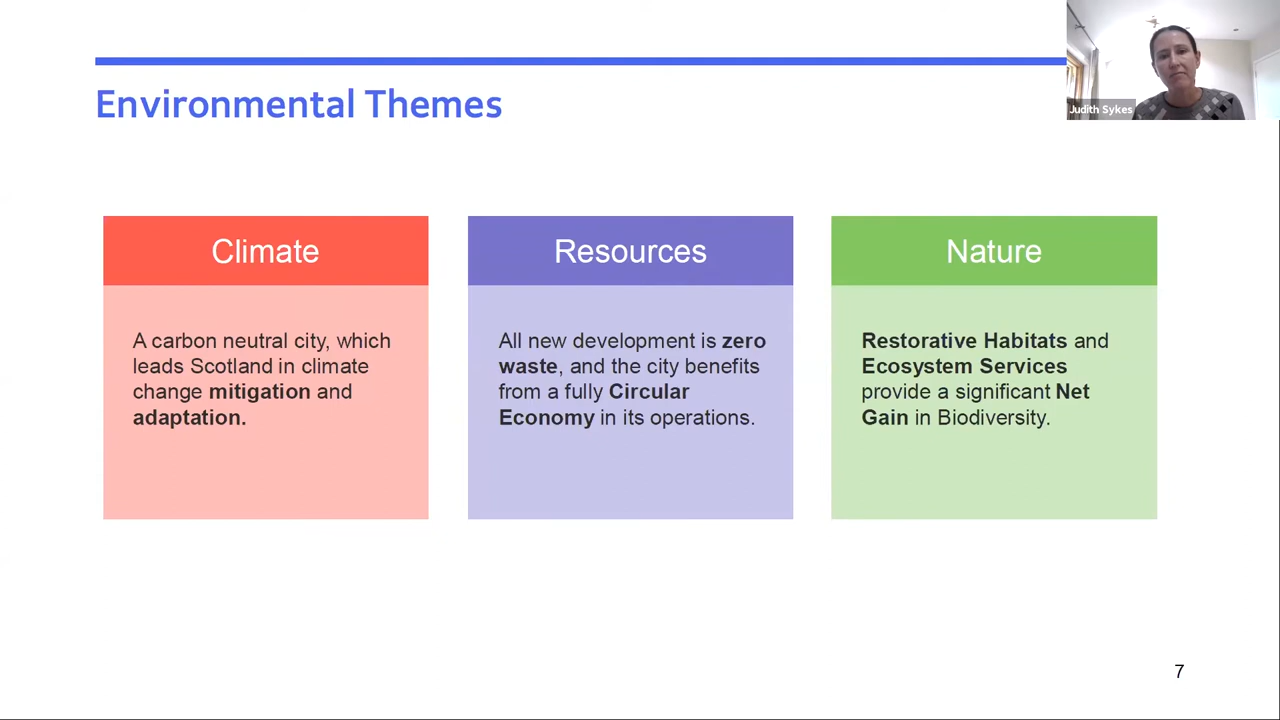 Environmental Themes
Judith Sykes
Climate
A carbon neutral city, which
leads Scotland in climate
change mitigation and
adaptation.
Resources
All new development is zero
waste, and the city benefits
from a fully Circular
Economy in its operations.
Nature
Restorative Habitats and
Ecosystem Services
provide a significant Net
Gain in Biodiversity.
7